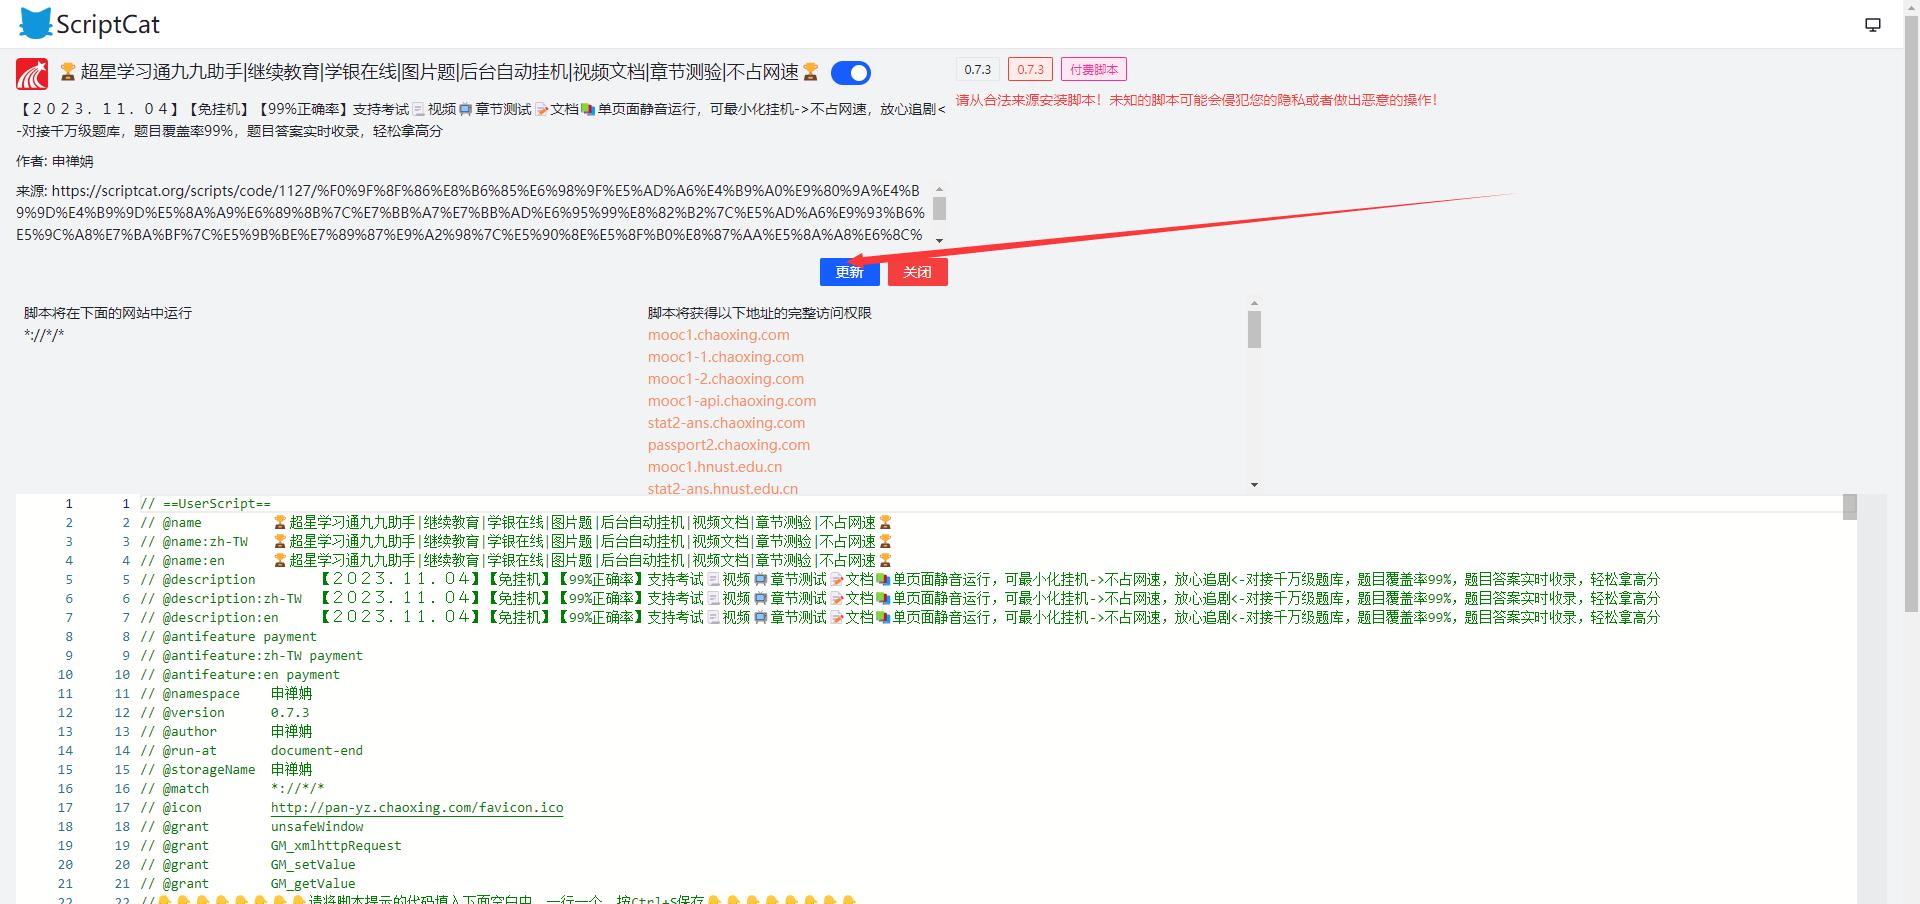 ScriptCat
🏆超星学习通九九助手|继续教育|学银在线|图片题|后台自动挂机|视频文档|章节测验|不占网速🏆
0.7.3
0.7.3
付费脚本
请从合法来源安装脚本！未知的脚本可能会侵犯您的隐私或者做出恶意的操作！
【２０２３．１１．０４】【免挂机】【99%正确率】支持考试📃视频📺章节测试📝文档📚单页面静音运行，可最小化挂机->不占网速，放心追剧<
-对接千万级题库，题目覆盖率99%，题目答案实时收录，轻松拿高分
作者: 申禅姌
来源: https://scriptcat.org/scripts/code/1127/%F0%9F%8F%86%E8%B6%85%E6%98%9F%E5%AD%A6%E4%B9%A0%E9%80%9A%E4%B
9%9D%E4%B9%9D%E5%8A%A9%E6%89%8B%7C%E7%BB%A7%E7%BB%AD%E6%95%99%E8%82%B2%7C%E5%AD%A6%E9%93%B6%
E5%9C%A8%E7%BA%BF%7C%E5%9B%BE%E7%89%87%E9%A2%98%7C%E5%90%8E%E5%8F%B0%E8%87%AA%E5%8A%A8%E6%8C%
更新
关闭
脚本将在下面的网站中运行
*://*/*
脚本将获得以下地址的完整访问权限
mooc1.chaoxing.com
mooc1-1.chaoxing.com
mooc1-2.chaoxing.com
mooc1-api.chaoxing.com
stat2-ans.chaoxing.com
passport2.chaoxing.com
mooc1.hnust.edu.cn
stat2-ans.hnust.edu.cn
1 1 // ==UserScript==
2 2 // @name 🏆超星学习通九九助手|继续教育|学银在线|图片题|后台自动挂机|视频文档|章节测验|不占网速🏆
3 3 // @name:zh-TW 🏆超星学习通九九助手|继续教育|学银在线|图片题|后台自动挂机|视频文档|章节测验|不占网速🏆
4 4 // @name:en 🏆超星学习通九九助手|继续教育|学银在线|图片题|后台自动挂机|视频文档|章节测验|不占网速🏆
5 5 // @description 【２０２３．１１．０４】【免挂机】【99%正确率】支持考试📃视频📺章节测试📝文档📚单页面静音运行，可最小化挂机->不占网速，放心追剧<-对接千万级题库，题目覆盖率99%，题目答案实时收录，轻松拿高分
6 6 // @description:zh-TW 【２０２３．１１．０４】【免挂机】【99%正确率】支持考试📃视频📺章节测试📝文档📚单页面静音运行，可最小化挂机->不占网速，放心追剧<-对接千万级题库，题目覆盖率99%，题目答案实时收录，轻松拿高分
7 7 // @description:en 【２０２３．１１．０４】【免挂机】【99%正确率】支持考试📃视频📺章节测试📝文档📚单页面静音运行，可最小化挂机->不占网速，放心追剧<-对接千万级题库，题目覆盖率99%，题目答案实时收录，轻松拿高分
8 8 // @antifeature payment
9 9 // @antifeature:zh-TW payment
10 10 // @antifeature:en payment
11 11 // @namespace 申禅姌
12 12 // @version 0.7.3
13 13 // @author 申禅姌
14 14 // @run-at document-end
15 15 // @storageName 申禅姌
16 16 // @match *://*/*
17 17 // @icon http://pan-yz.chaoxing.com/favicon.ico
18 18 // @grant unsafeWindow
19 19 // @grant GM_xmlhttpRequest
20 20 // @grant GM_setValue
21 21 // @grant GM_getValue
22 22 //👇👇👇👇👇👇👇👇请将脚本提示的代码填入下面空白中，一行一个，按Ctrl+S保存👇👇👇👇👇👇👇👇